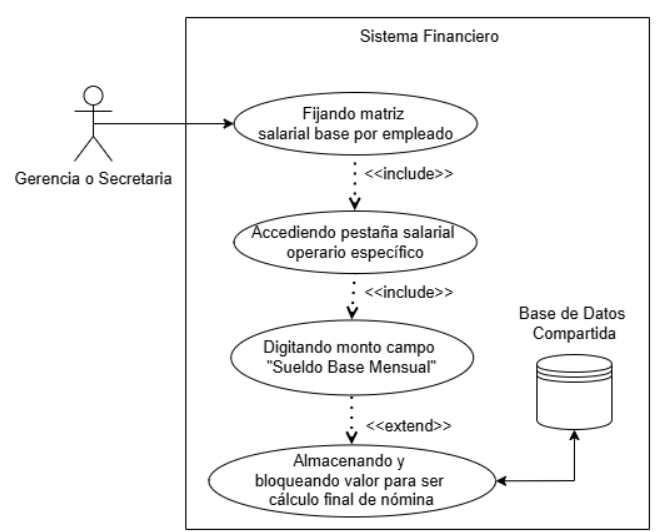 Sistema Financiero
Fijando matriz
salarial base por empleado
Gerencia o Secretaria
<<include>>
Accediendo pestaña salarial
operario específico
<<include>>
Base de Datos
Compartida
Digitando monto campo
"Sueldo Base Mensual"
<<extend>>
Almacenando y
bloqueando valor para ser
cálculo final de nómina